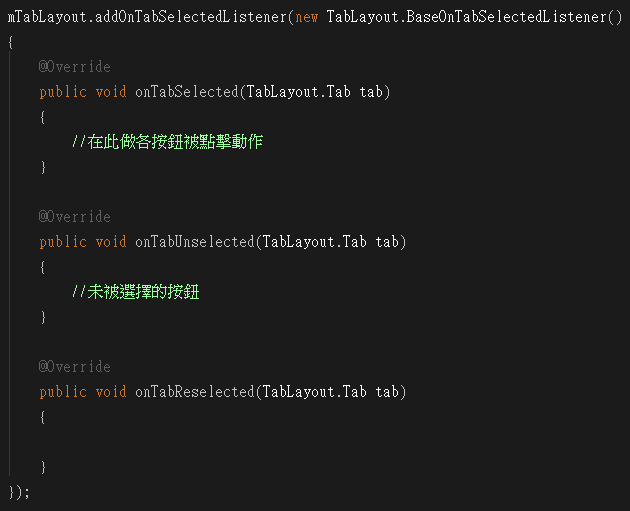 mTabLayout.addOnTabSelectedListener(new TabLayout.BaseOnTabSelectedListener()
{
    @Override
    public void onTabSelected(TabLayout.Tab tab)
    {
        //在此做各按鈕被點擊動作
    }

    @Override
    public void onTabUnselected(TabLayout.Tab tab)
    {
        //未被選擇的按鈕
    }

    @Override
    public void onTabReselected(TabLayout.Tab tab)
    {

    }
});